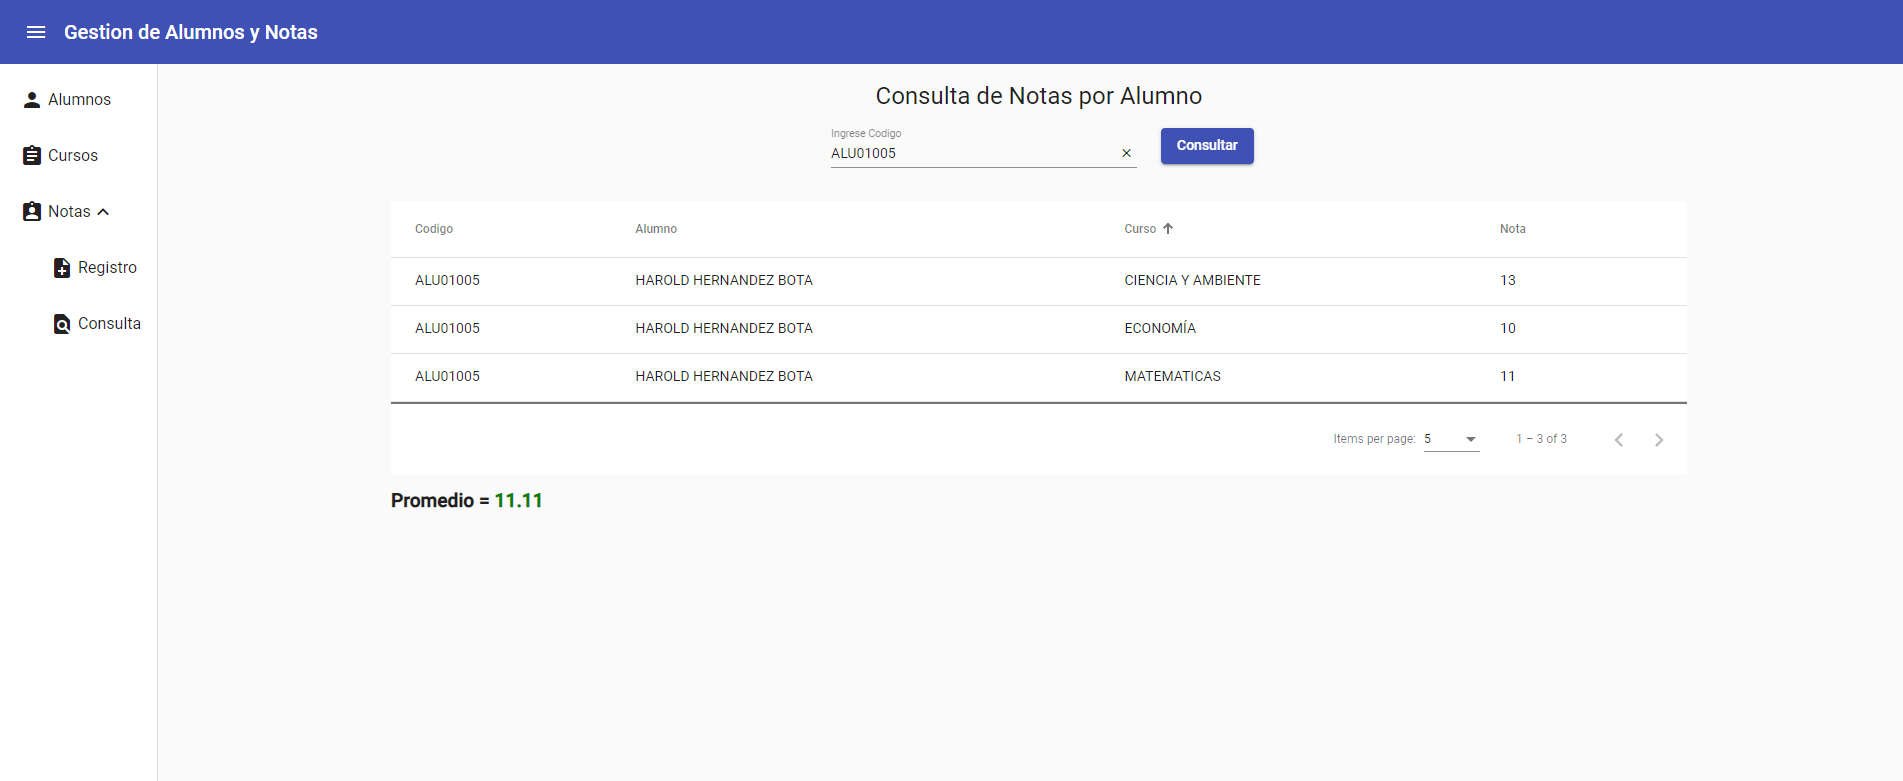 Gestion de Alumnos y Notas
Alumnos
Cursos
Notas
Registro
Consulta
Consulta de Notas por Alumno
Ingrese Codigo
ALU01005
Consultar
Codigo Alumno Curso Nota
ALU01005 HAROLD HERNANDEZ BOTA CIENCIA Y AMBIENTE 13
ALU01005 HAROLD HERNANDEZ BOTA ECONOMÍA 10
ALU01005 HAROLD HERNANDEZ BOTA MATEMATICAS 11
Items per page: 5 1 – 3 of 3
Promedio = 11.11